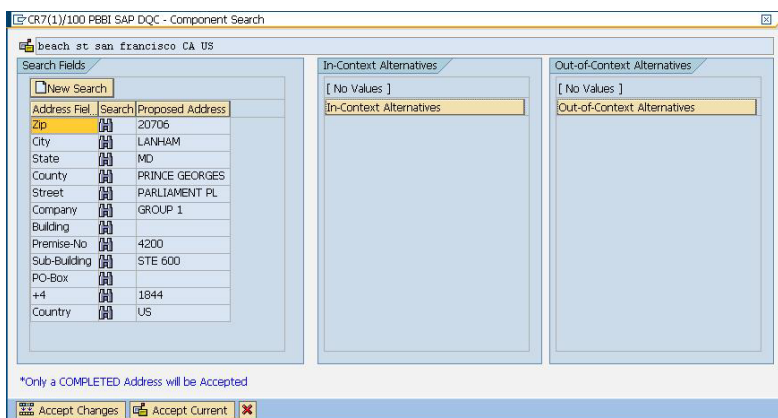 CR7(1)/100 PBBI SAP DQC - Component Search
beach st san francisco CA US
Search Fields
New Search
Address Fiel... Search Proposed Address
Zip 20706
City LANHAM
State MD
County PRINCE GEORGES
Street PARLIAMENT PL
Company GROUP 1
Building
Premise-No 4200
Sub-Building STE 600
PO-Box
+4 1844
Country US
In-Context Alternatives
[ No Values ]
In-Context Alternatives
Out-of-Context Alternatives
[ No Values ]
Out-of-Context Alternatives
*Only a COMPLETED Address will be Accepted
Accept Changes Accept Current